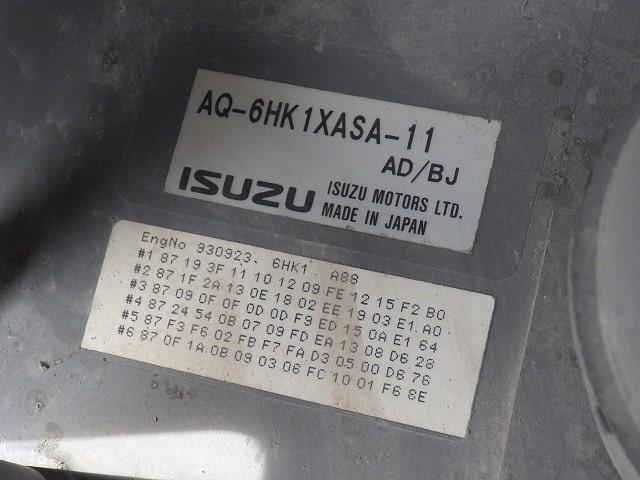 AQ-6HK1XASA-11
AD/BJ
ISUZU
ISUZU MOTORS LTD.
MADE IN JAPAN
EngNo 930923. 6HK1 A88
#1 87 19 3F 11 10 12 09 FE 12 15 F2 B0
#2 87 1F 2A 13 0E 18 02 EE 19 03 E1.A0
#3 87 09 0F 0F 0D 0D F9 ED 15 0A E1 64
#4 87 24 54 0B 07 09 FD EA 13 08 D6 28
#5 87 F3 F6 02 FB F7 FA D3 05 00 D6 76
#6 87 0F 1A.0B 09 03 06 FC 10 01 F6 8E